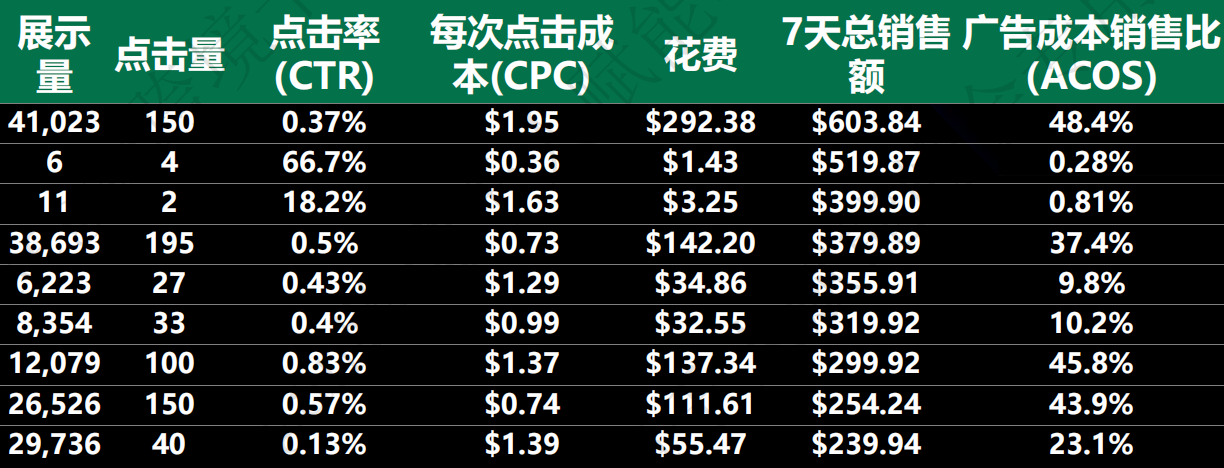 展示量 点击量 点击率(CTR) 每次点击成本(CPC) 花费 7天总销售额 广告成本销售比(ACOS)
41,023 150 0.37% $1.95 $292.38 $603.84 48.4%
6 4 66.7% $0.36 $1.43 $519.87 0.28%
11 2 18.2% $1.63 $3.25 $399.90 0.81%
38,693 195 0.5% $0.73 $142.20 $379.89 37.4%
6,223 27 0.43% $1.29 $34.86 $355.91 9.8%
8,354 33 0.4% $0.99 $32.55 $319.92 10.2%
12,079 100 0.83% $1.37 $137.34 $299.92 45.8%
26,526 150 0.57% $0.74 $111.61 $254.24 43.9%
29,736 40 0.13% $1.39 $55.47 $239.94 23.1%